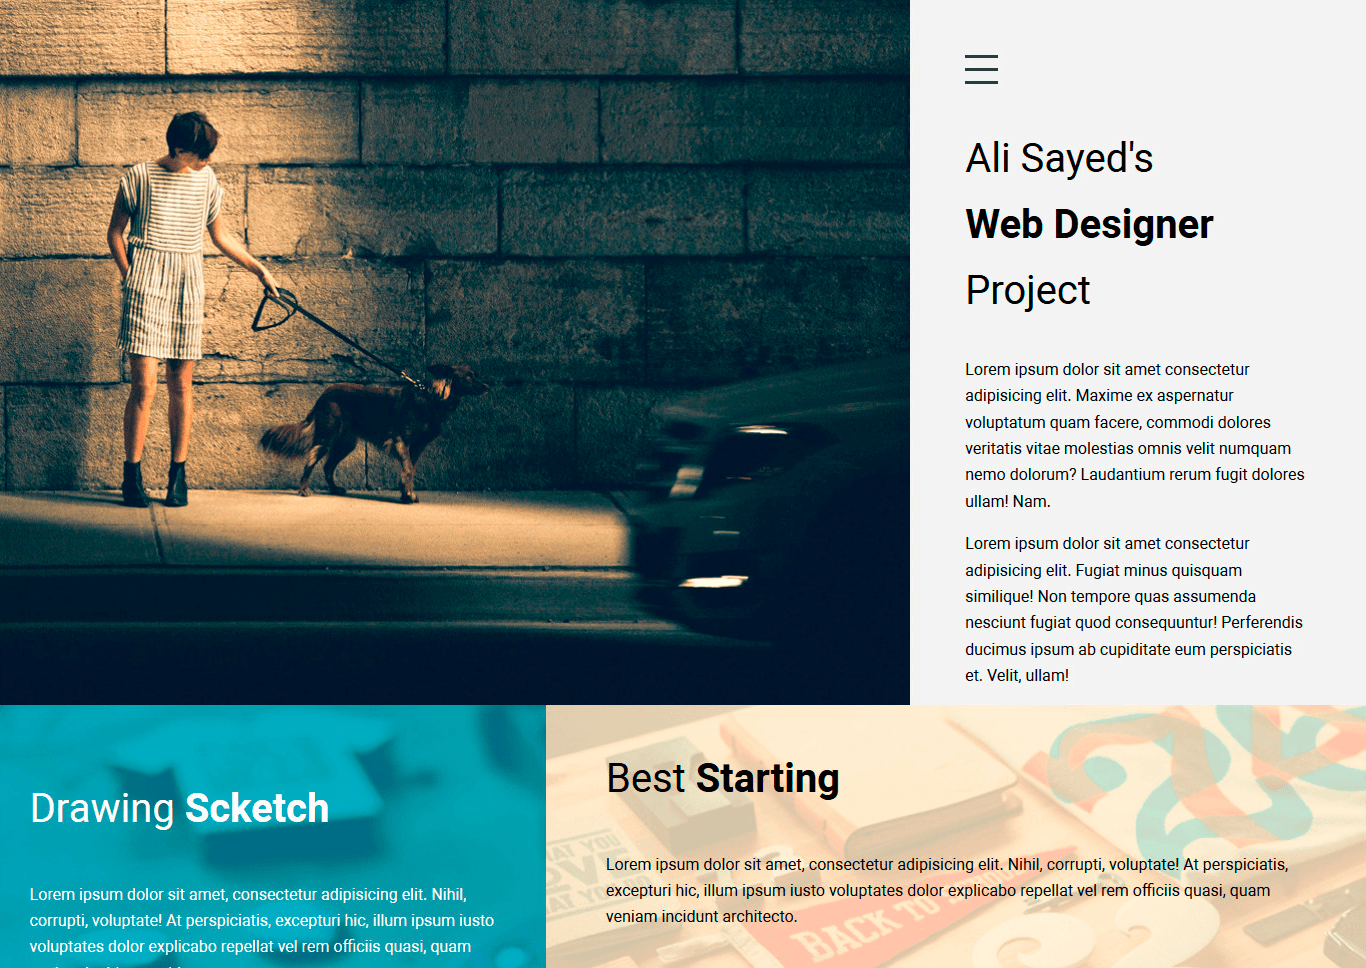 Ali Sayed's
Web Designer
Project
Lorem ipsum dolor sit amet consectetur
adipisicing elit. Maxime ex aspernatur
voluptatum quam facere, commodi dolores
veritatis vitae molestias omnis velit numquam
nemo dolorum? Laudantium rerum fugit dolores
ullam! Nam.
Lorem ipsum dolor sit amet consectetur
adipisicing elit. Fugiat minus quisquam
similique! Non tempore quas assumenda
nesciunt fugiat quod consequuntur! Perferendis
ducimus ipsum ab cupiditate eum perspiciatis
et. Velit, ullam!
Drawing Scketch
Lorem ipsum dolor sit amet, consectetur adipisicing elit. Nihil,
corrupti, voluptate! At perspiciatis, excepturi hic, illum ipsum iusto
voluptates dolor explicabo repellat vel rem officiis quasi, quam
Best Starting
Lorem ipsum dolor sit amet, consectetur adipisicing elit. Nihil, corrupti, voluptate! At perspiciatis,
excepturi hic, illum ipsum iusto voluptates dolor explicabo repellat vel rem officiis quasi, quam
veniam incidunt architecto.
BACK TO